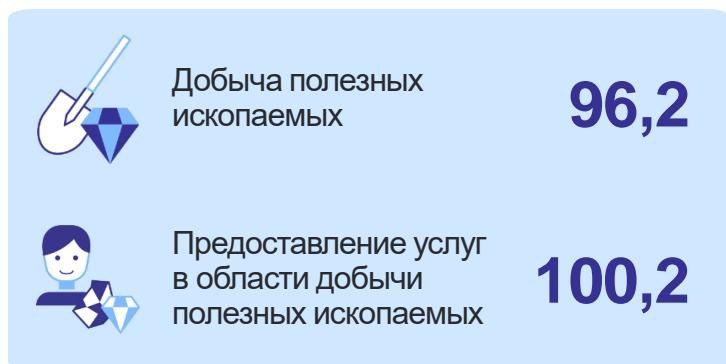 Добыча полезных
ископаемых
96,2
Предоставление услуг
в области добычи
полезных ископаемых
100,2